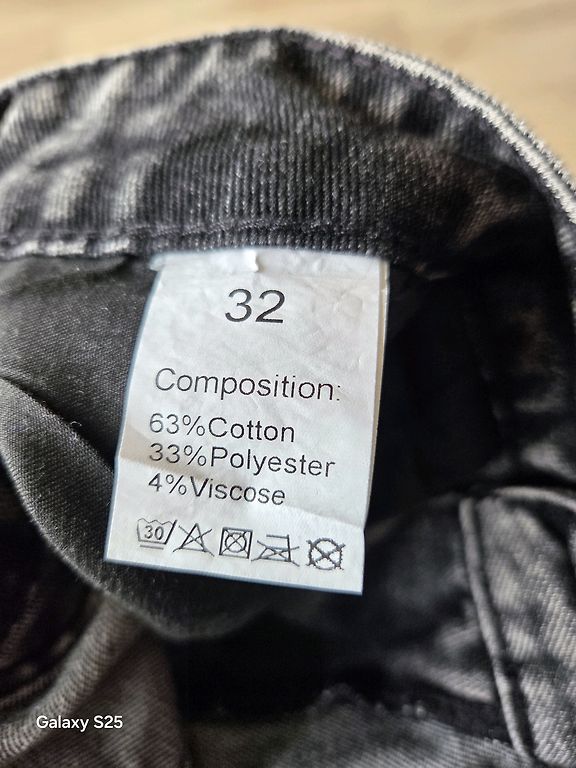 32
Composition:
63%Cotton
33%Polyester
4%Viscose
30
Galaxy S25